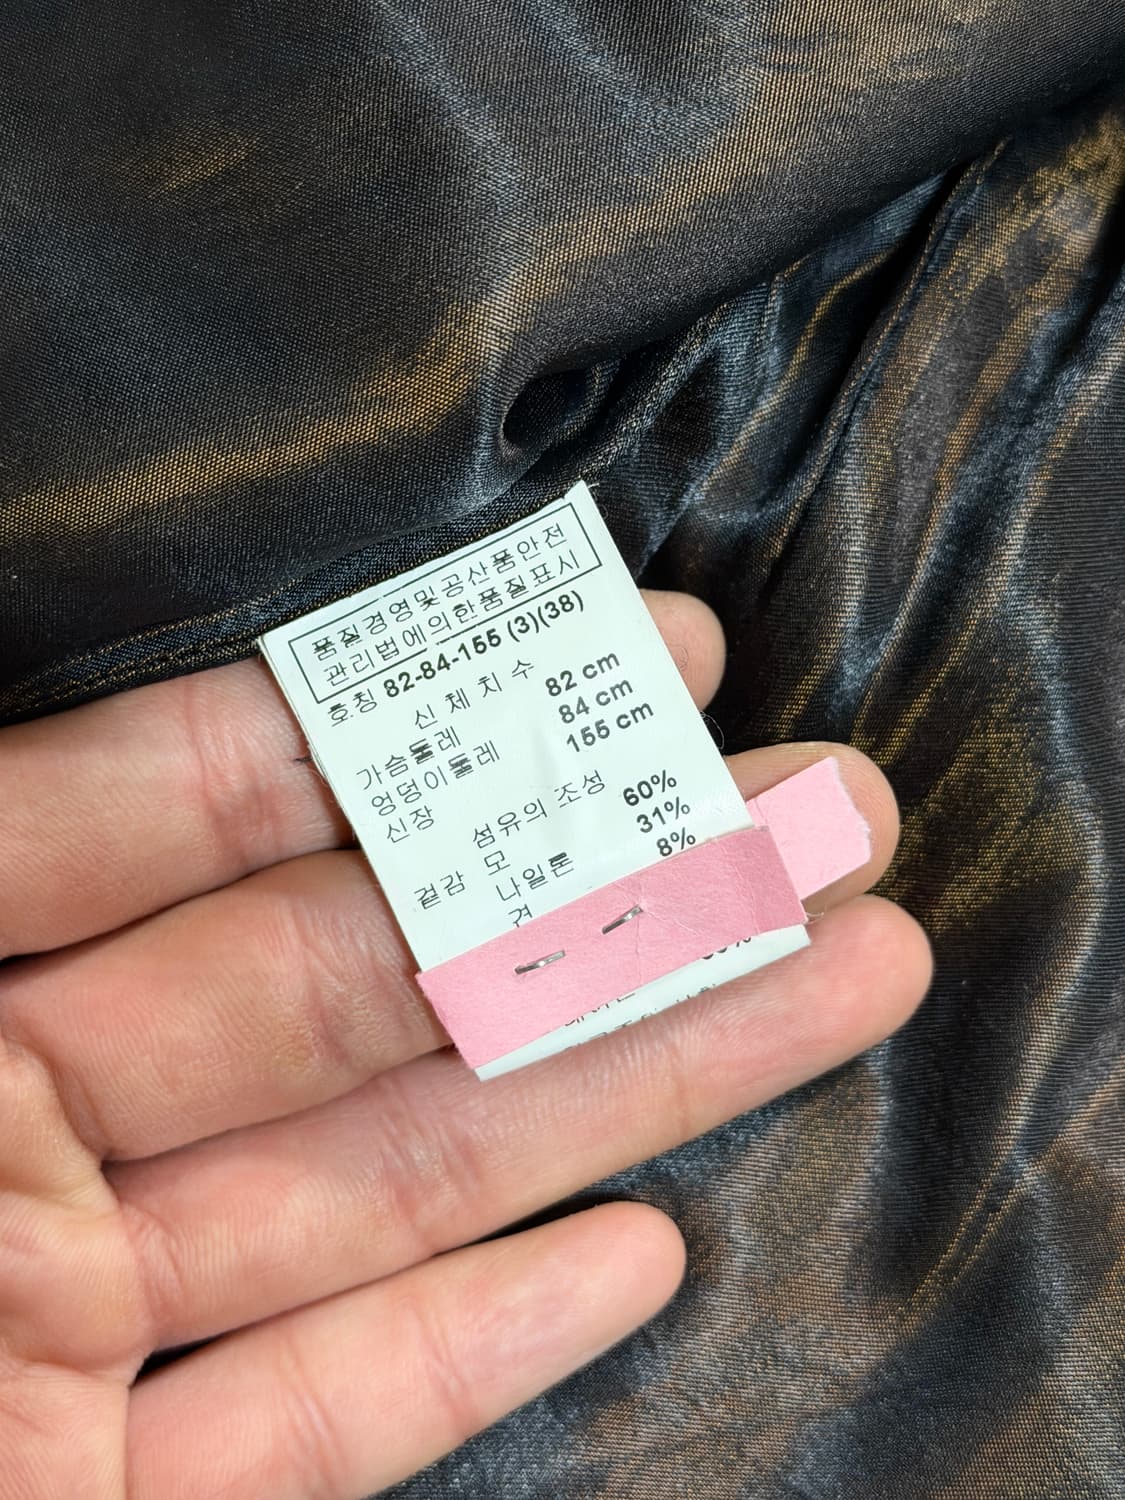 품질경영및공산품안전
관리법에의한품질표시
호칭 82-84-155 (3)(38)
신 체 치 수
가슴둘레 82 cm
엉덩이둘레 84 cm
신장 155 cm
섬유의 조성
겉감 모 60%
나일론 31%
견 8%